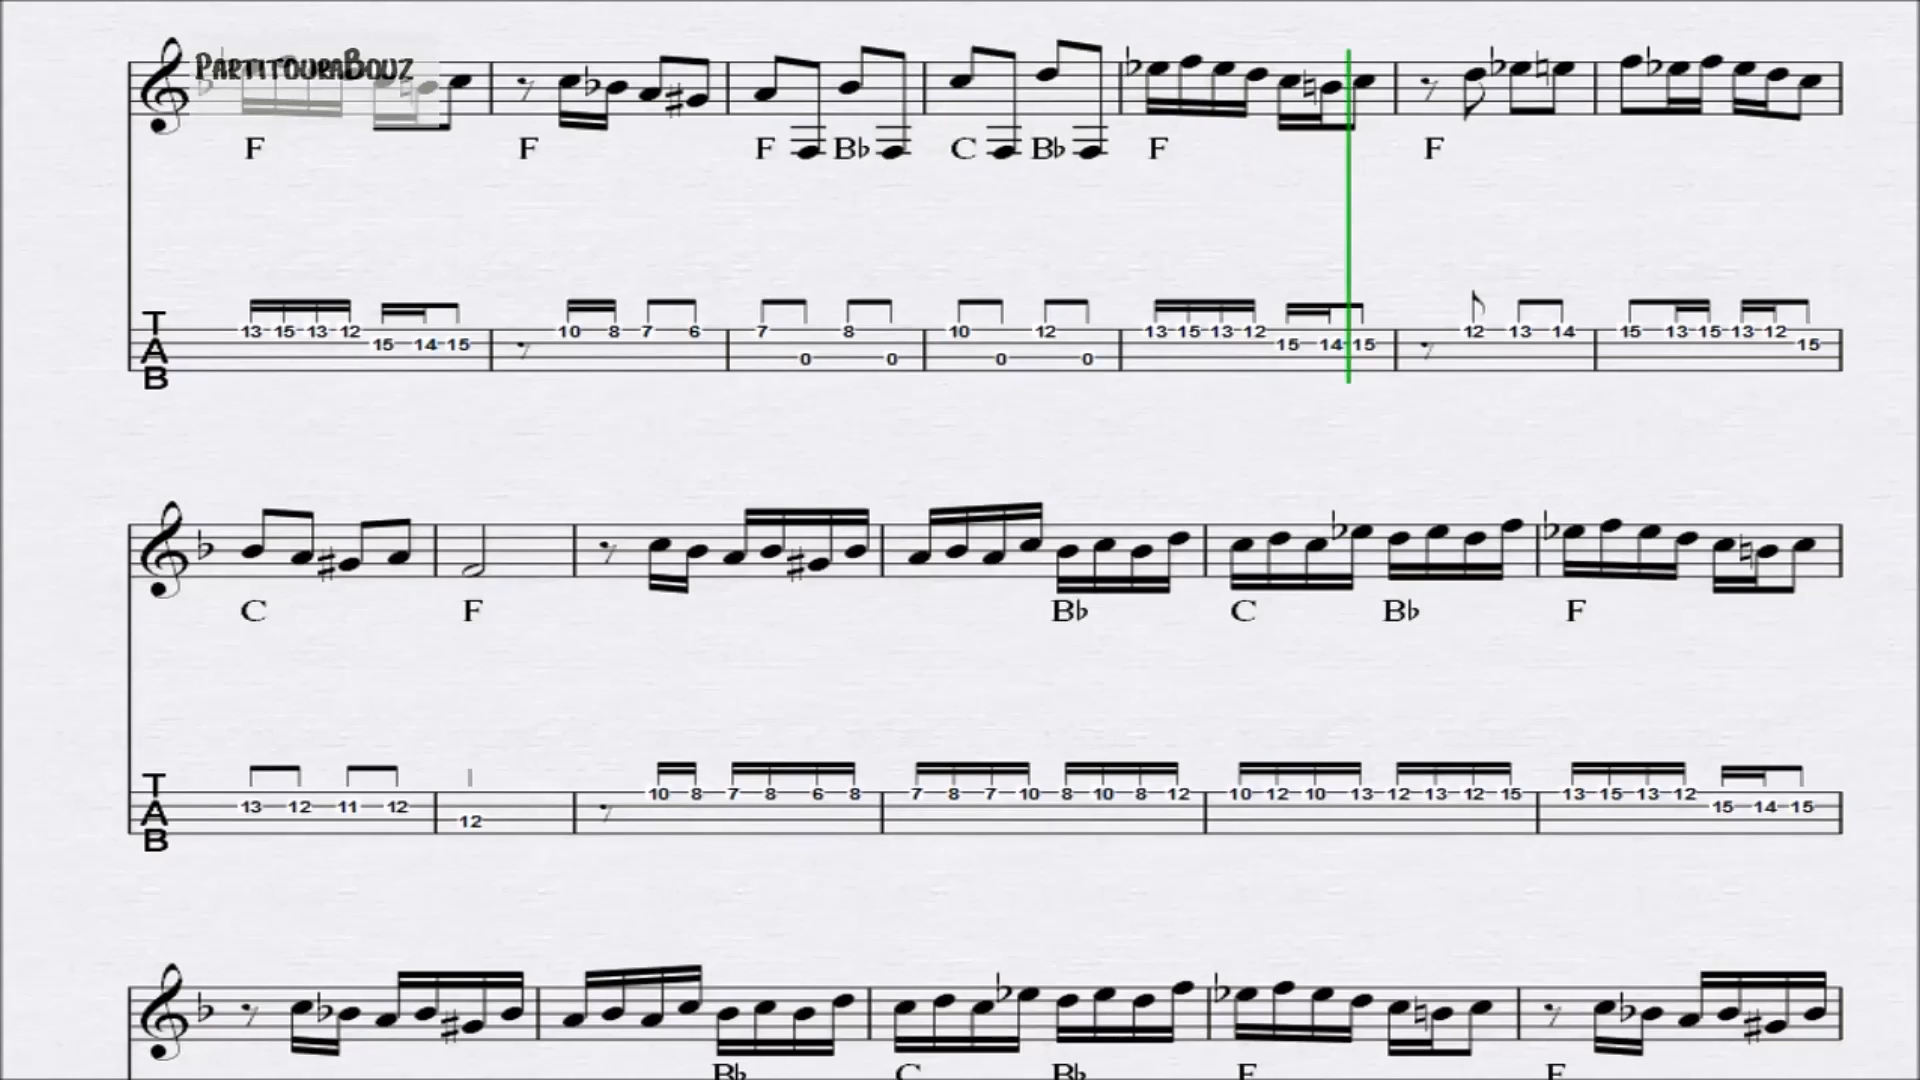 PartitouraBouz
F F F Bb C Bb F F
T 13 15 13 12 10 8 7 6 7 8 10 12 13 15 13 12 12 13 14 15 13 15 13 12
A 15 14 15 15 14 15 15
0 0 0 0
B
C F Bb C Bb F
T 10 8 7 8 6 8 7 8 7 10 8 10 8 12 10 12 10 13 12 13 12 15 13 15 13 12
A 13 12 11 12 15 14 15
12
B
Bb C Bb F F